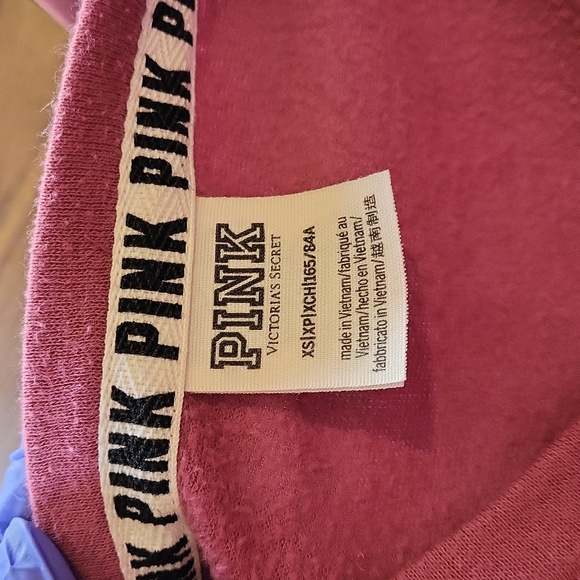 PINK PINK PINK PINK PINK
PINK
VICTORIA'S SECRET
XS|XP|XCH|165/84A
made in Vietnam/fabriqué au
Vietnam/hecho en Vietnam/
fabbricato in Vietnam/越南制造